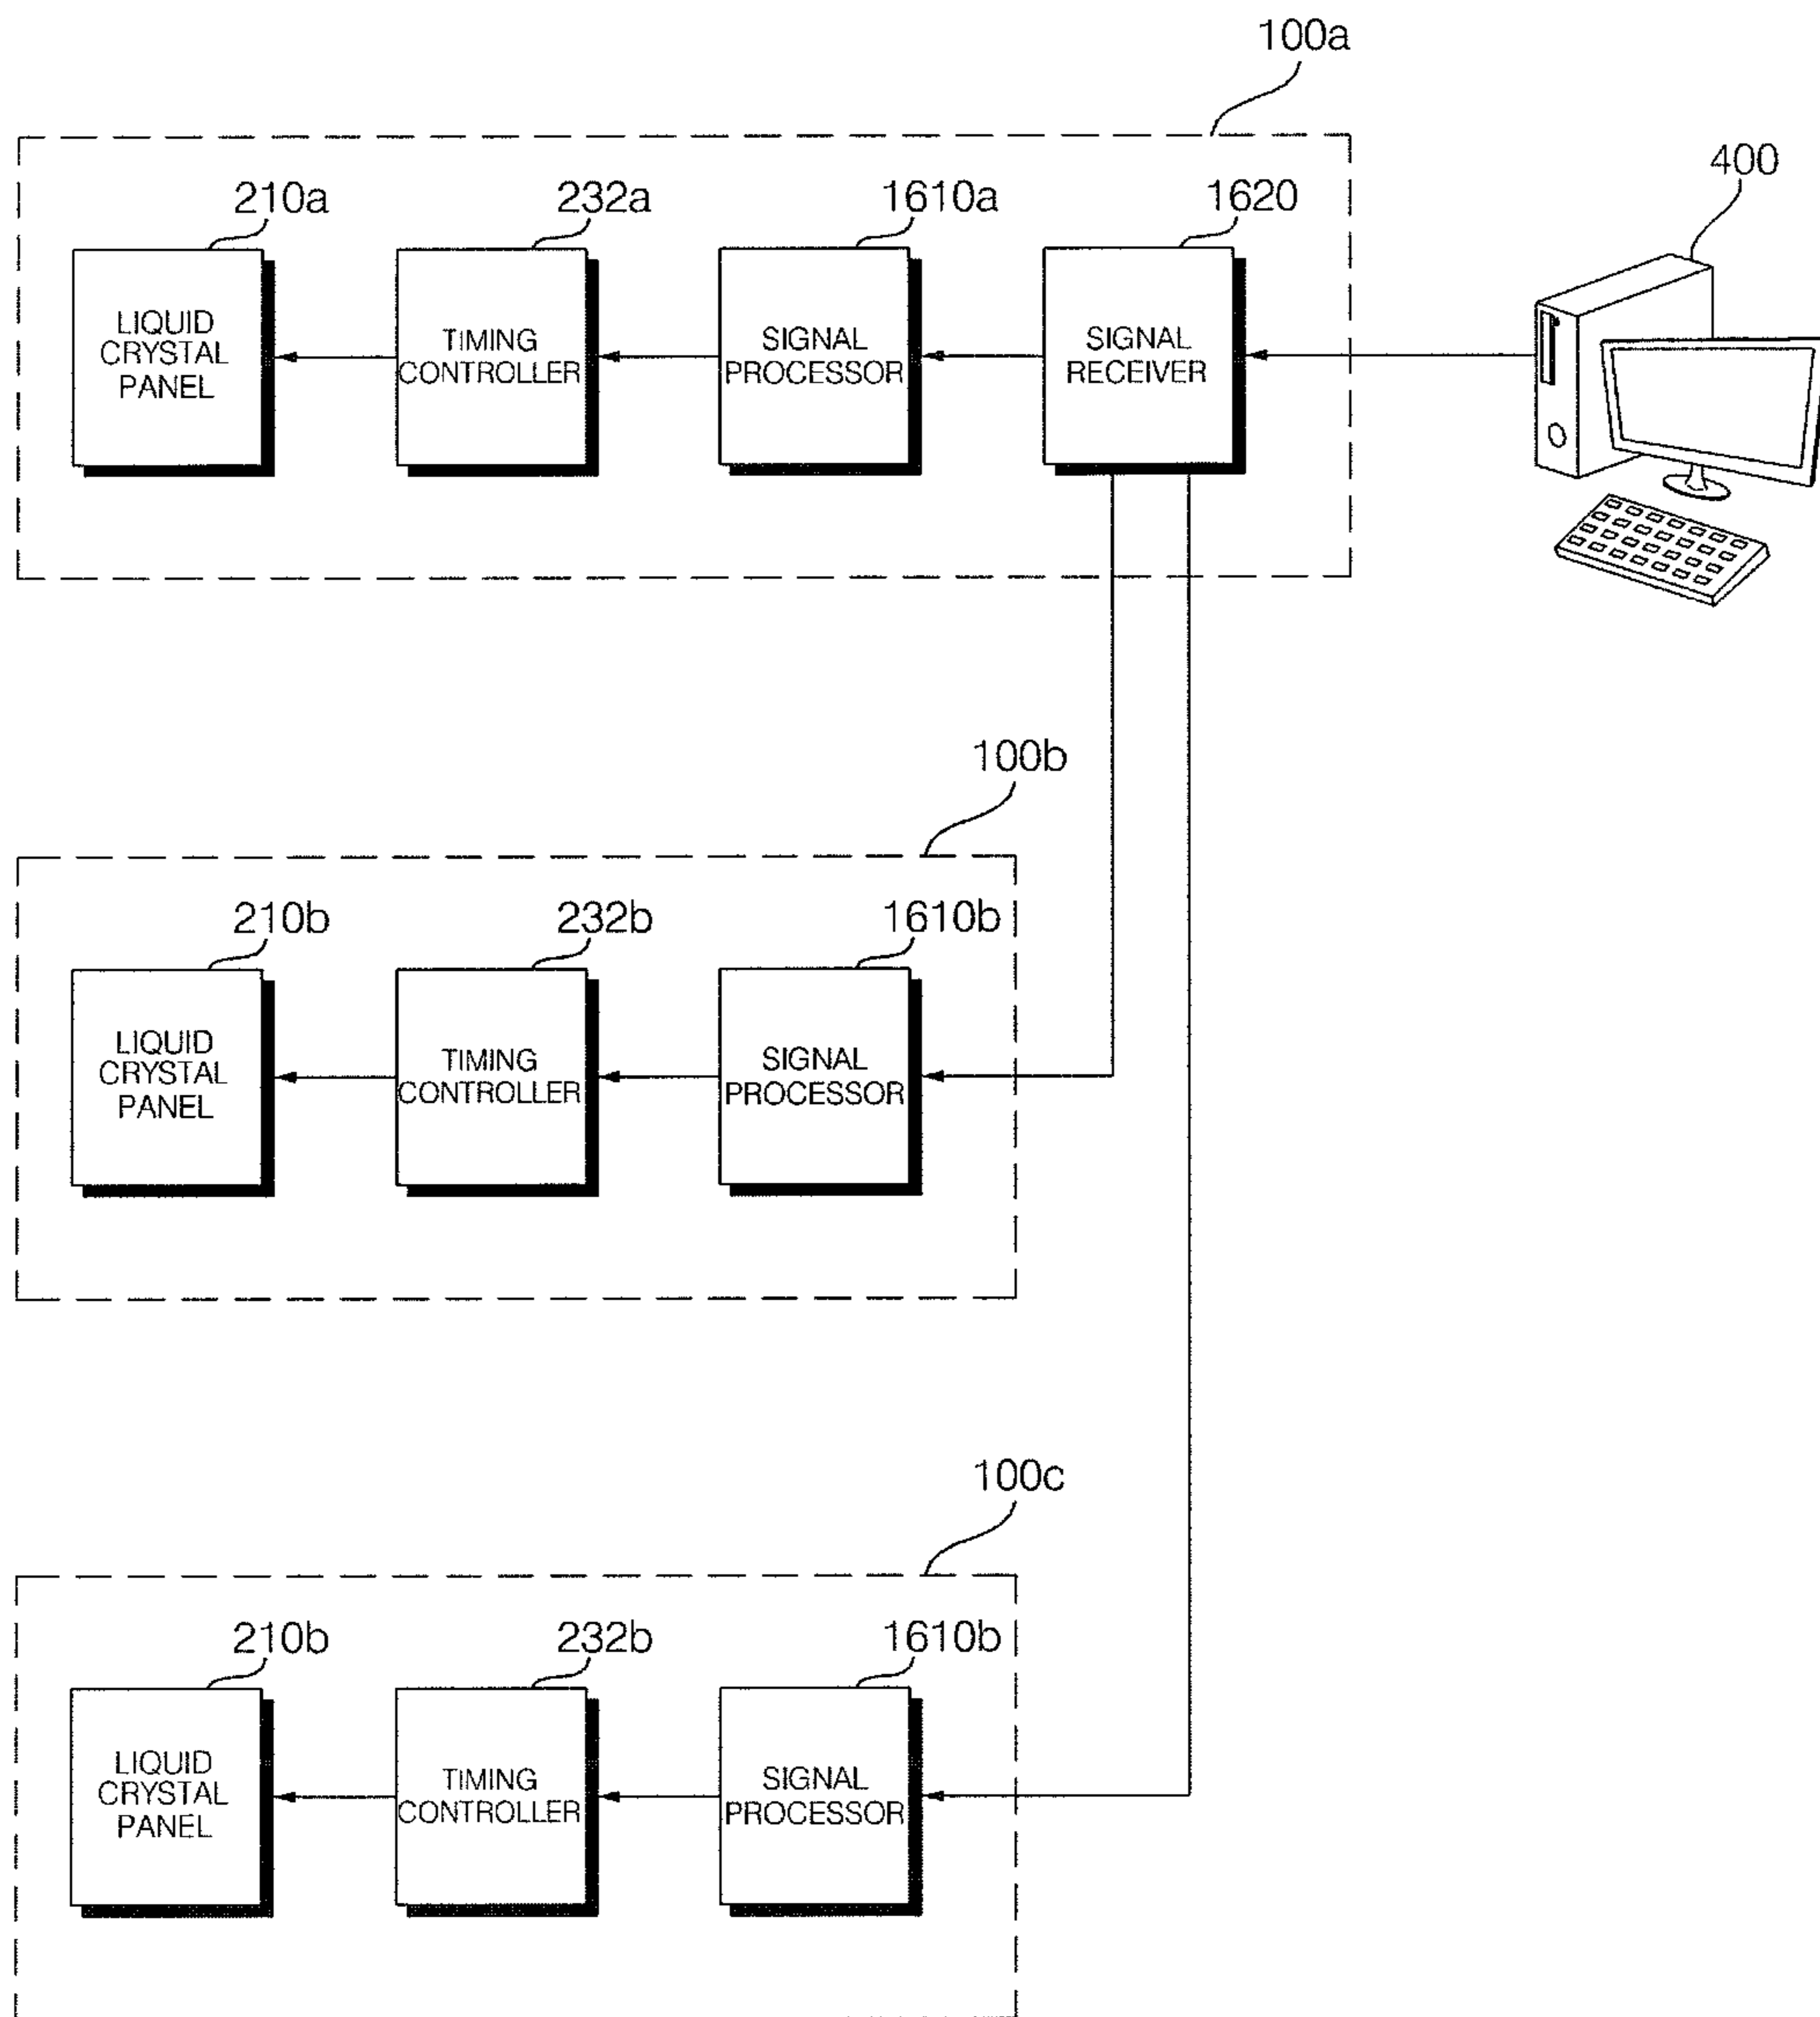 100a
400
210a
232a
1610a
1620
LIQUID
CRYSTAL
PANEL
TIMING
CONTROLLER
SIGNAL
PROCESSOR
SIGNAL
RECEIVER
100b
210b
232b
1610b
LIQUID
CRYSTAL
PANEL
TIMING
CONTROLLER
SIGNAL
PROCESSOR
100c
210b
232b
1610b
LIQUID
CRYSTAL
PANEL
TIMING
CONTROLLER
SIGNAL
PROCESSOR